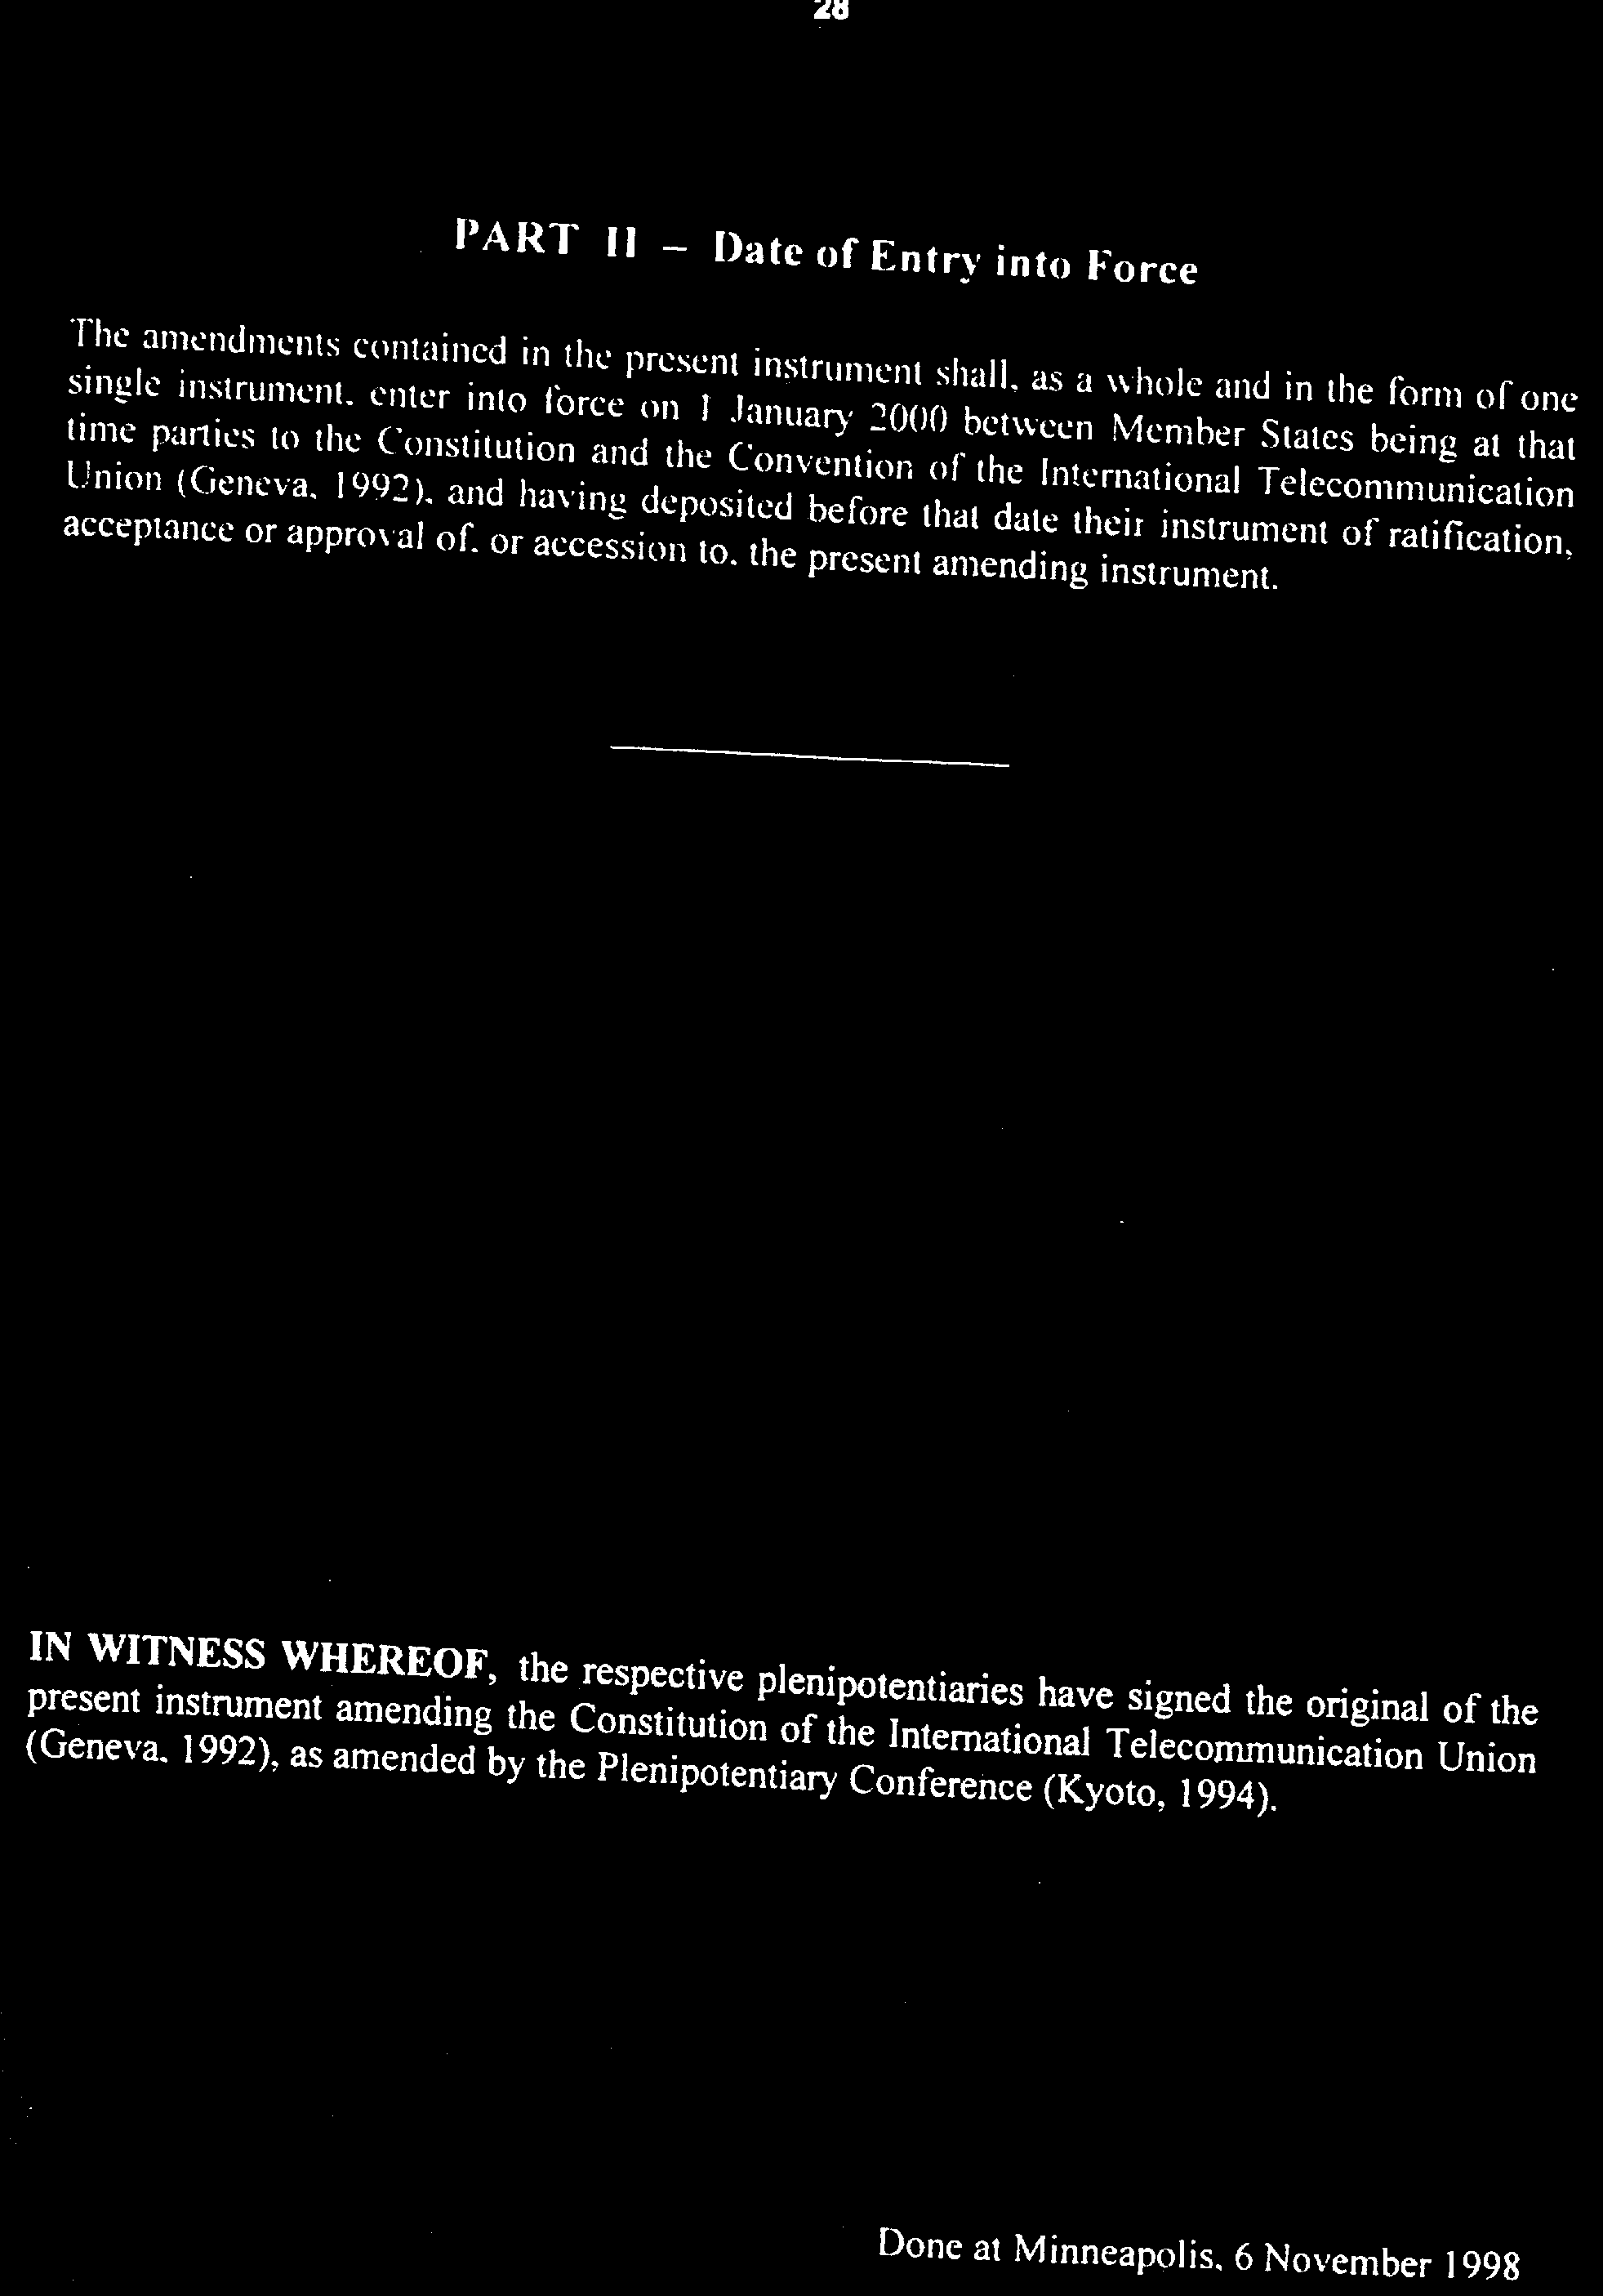 28
PART II – Date of Entry into Force
The amendments contained in the present instrument shall, as a whole and in the form of one
single instrument, enter into force on 1 January 2000 between Member States being at that
time parties to the Constitution and the Convention of the International Telecommunication
Union (Geneva, 1992), and having deposited before that date their instrument of ratification,
acceptance or approval of, or accession to, the present amending instrument.
IN WITNESS WHEREOF, the respective plenipotentiaries have signed the original of the
present instrument amending the Constitution of the International Telecommunication Union
(Geneva, 1992), as amended by the Plenipotentiary Conference (Kyoto, 1994).
Done at Minneapolis, 6 November 1998